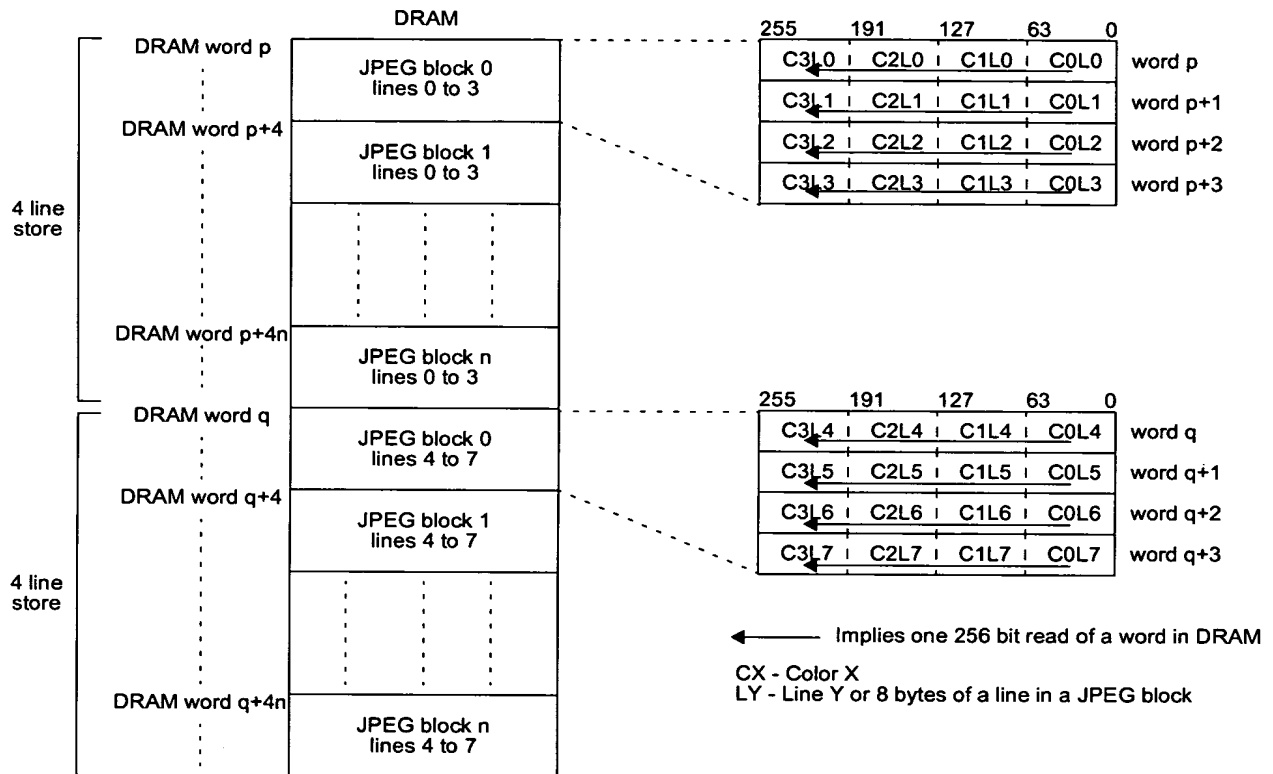 DRAM
DRAM word p
JPEG block 0
lines 0 to 3
DRAM word p+4
JPEG block 1
lines 0 to 3
4 line
store
DRAM word p+4n
JPEG block n
lines 0 to 3
DRAM word q
JPEG block 0
lines 4 to 7
DRAM word q+4
JPEG block 1
4 to 7
4 line
store
DRAM word q+4n
JPEG block n
lines 4 to 7
255 191 127 63 0
C3L0 C2L0 C1L0 C0L0 word p
C3L1 C2L1 C1L1 C0L1 word p+1
C3L2 C2L2 C1L2 C0L2 word p+2
C3L3 C2L3 C1L3 C0L3 word p+3
255 191 127 63 0
C3L4 C2L4 C1L4 C0L4 word q
C3L5 C2L5 C1L5 C0L5 word q+1
C3L6 C2L6 C1L6 C0L6 word q+2
C3L7 C2L7 C1L7 C0L7 word q+3
Implies one 256 bit read of a word in DRAM
CX - Color X
LY - Line Y or 8 bytes of a line in a JPEG block